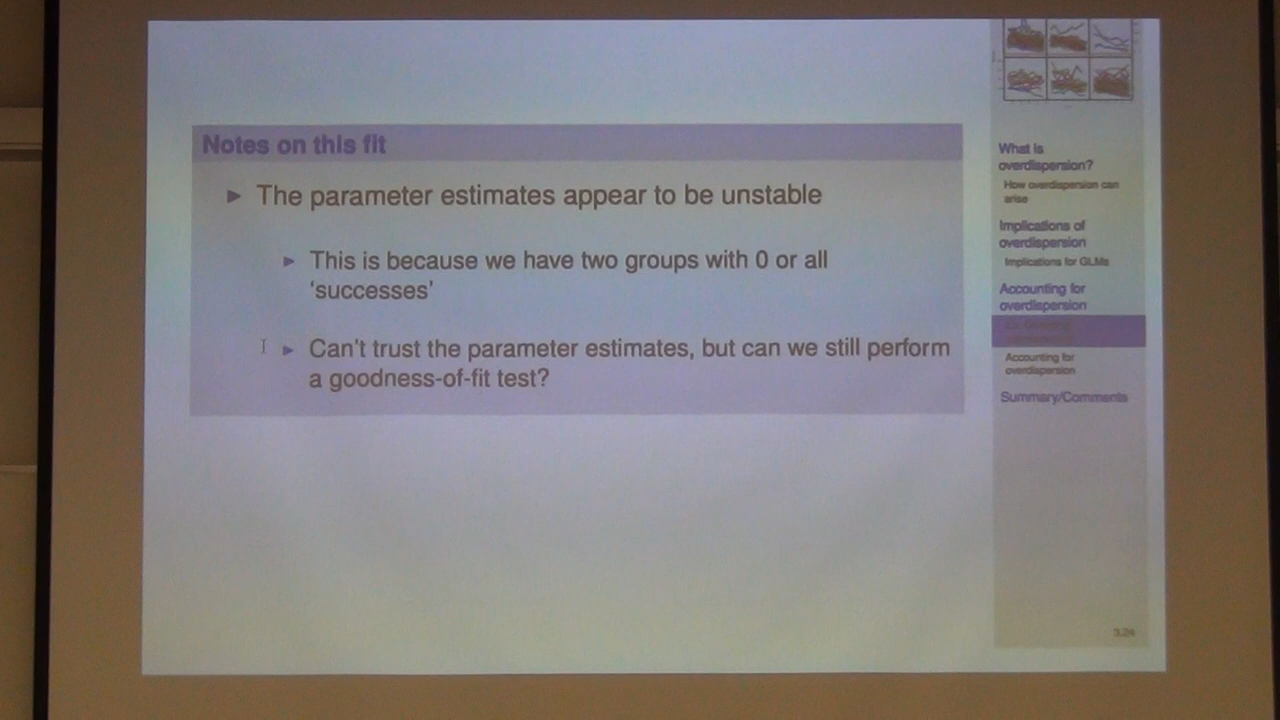 Notes on this fit
The parameter estimates appear to be unstable
This is because we have two groups with 0 or all
'successes'
Can't trust the parameter estimates, but can we still perform
a goodness-of-fit test?
What is
overdispersion?
How overdispersion can
arise
Implications of
overdispersion
Implications for GLMs
Accounting for
overdispersion
Accounting for
overdispersion
Summary/Comments
3.24